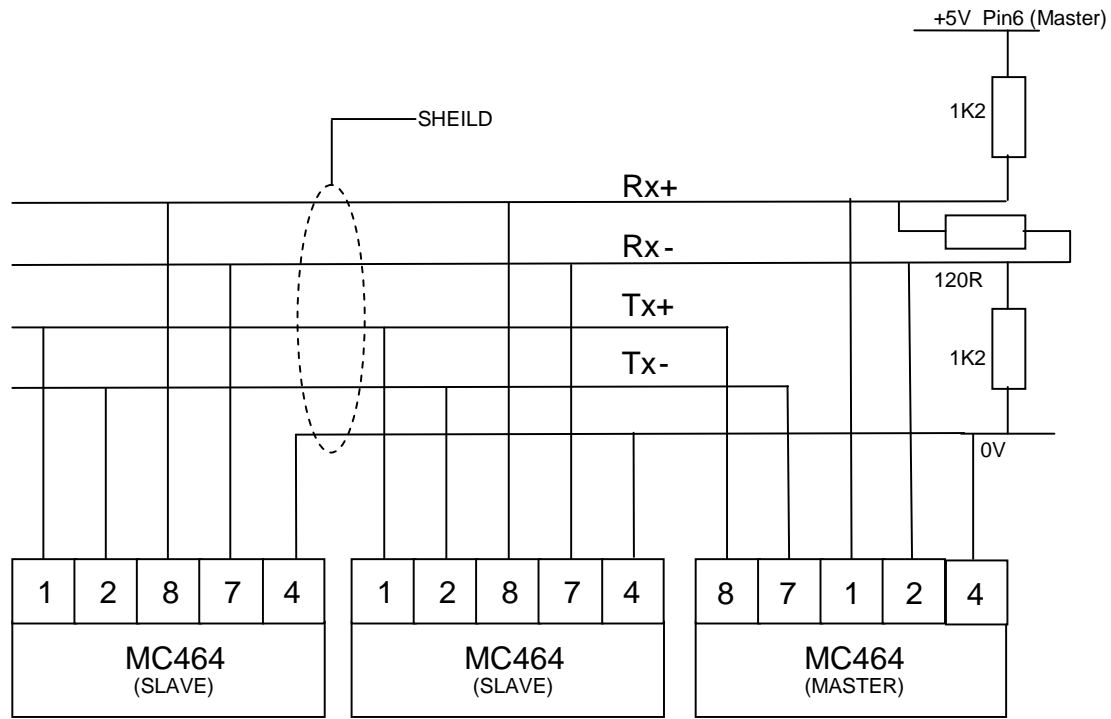 +5V Pin6 (Master)
1K2
SHEILD
Rx+
Rx-
120R
Tx+
1K2
Tx-
0V
1 2 8 7 4
1 2 8 7 4
8 7 1 2 4
MC464
(SLAVE)
MC464
(SLAVE)
MC464
(MASTER)